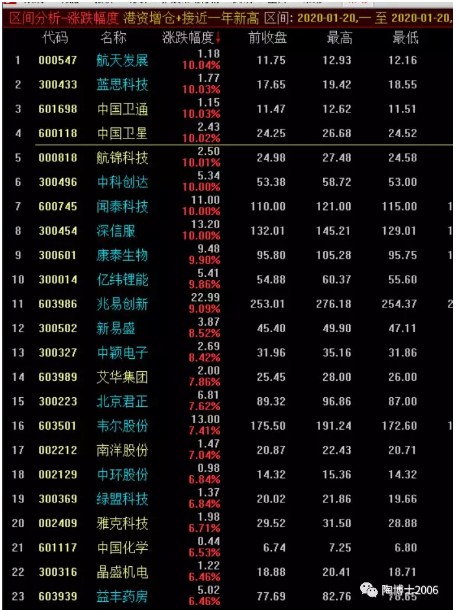 区间分析-涨跌幅度 港资增仓+接近一年新高 区间: 2020-01-20,一 至 2020-01-20,
代码 名称 涨跌幅度↓ 前收盘 最高 最低
1 000547 航天发展 1.18 10.04% 11.75 12.93 12.16
2 300433 蓝思科技 1.77 10.03% 17.65 19.42 18.55
3 601698 中国卫通 1.15 10.03% 11.47 12.62 11.51
4 600118 中国卫星 2.43 10.02% 24.25 26.68 24.52
5 000818 航锦科技 2.50 10.01% 24.98 27.48 24.58
6 300496 中科创达 5.34 10.00% 53.38 58.72 53.00
7 600745 闻泰科技 11.00 10.00% 110.00 121.00 115.00
8 300454 深信服 13.20 10.00% 132.01 145.21 129.01
9 300601 康泰生物 9.48 9.90% 95.80 105.28 95.75
10 300014 亿纬锂能 5.41 9.86% 54.88 60.37 55.60
11 603986 兆易创新 22.99 9.09% 253.01 276.18 254.37
12 300502 新易盛 3.87 8.52% 45.40 49.90 47.11
13 300327 中颖电子 2.69 8.42% 31.96 35.16 31.86
14 603989 艾华集团 2.00 7.86% 25.45 28.00 26.00
15 300223 北京君正 6.81 7.62% 89.32 96.86 87.00
16 603501 韦尔股份 13.00 7.41% 175.50 191.24 172.60
17 002212 南洋股份 1.47 7.04% 20.87 22.43 20.71
18 002129 中环股份 0.98 6.84% 14.32 15.36 14.32
19 300369 绿盟科技 1.37 6.84% 20.02 21.86 19.66
20 002409 雅克科技 1.98 6.71% 29.52 31.50 28.88
21 601117 中国化学 0.44 6.53% 6.74 7.25 6.80
22 300316 晶盛机电 1.22 6.46% 18.88 20.41 18.71
23 603939 益丰药房 5.02 6.46% 77.69 82.76
陶博士2006